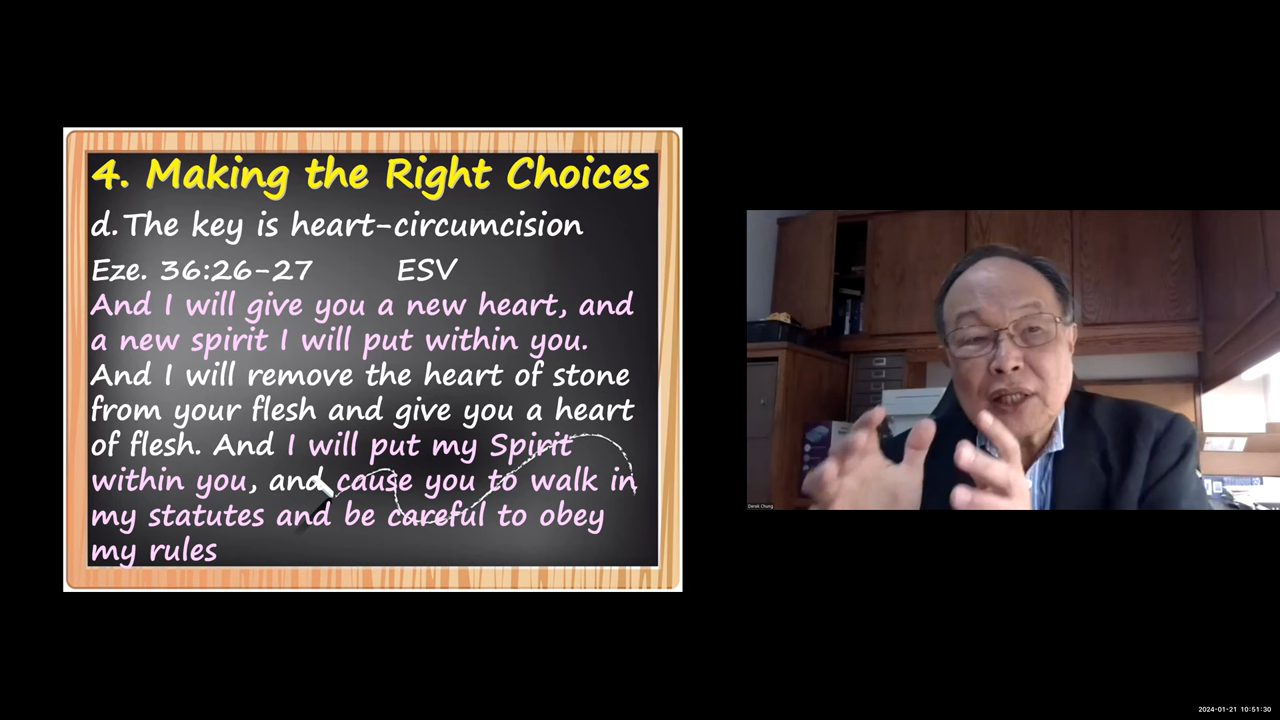 4. Making the Right Choices
d. The key is heart-circumcision
Eze. 36:26-27 ESV
And I will give you a new heart, and
a new spirit I will put within you.
And I will remove the heart of stone
from your flesh and give you a heart
of flesh. And I will put my Spirit
within you, and cause you to walk in
my statutes and be careful to obey
my rules
Derek Chung
2024-01-21 10:51:30